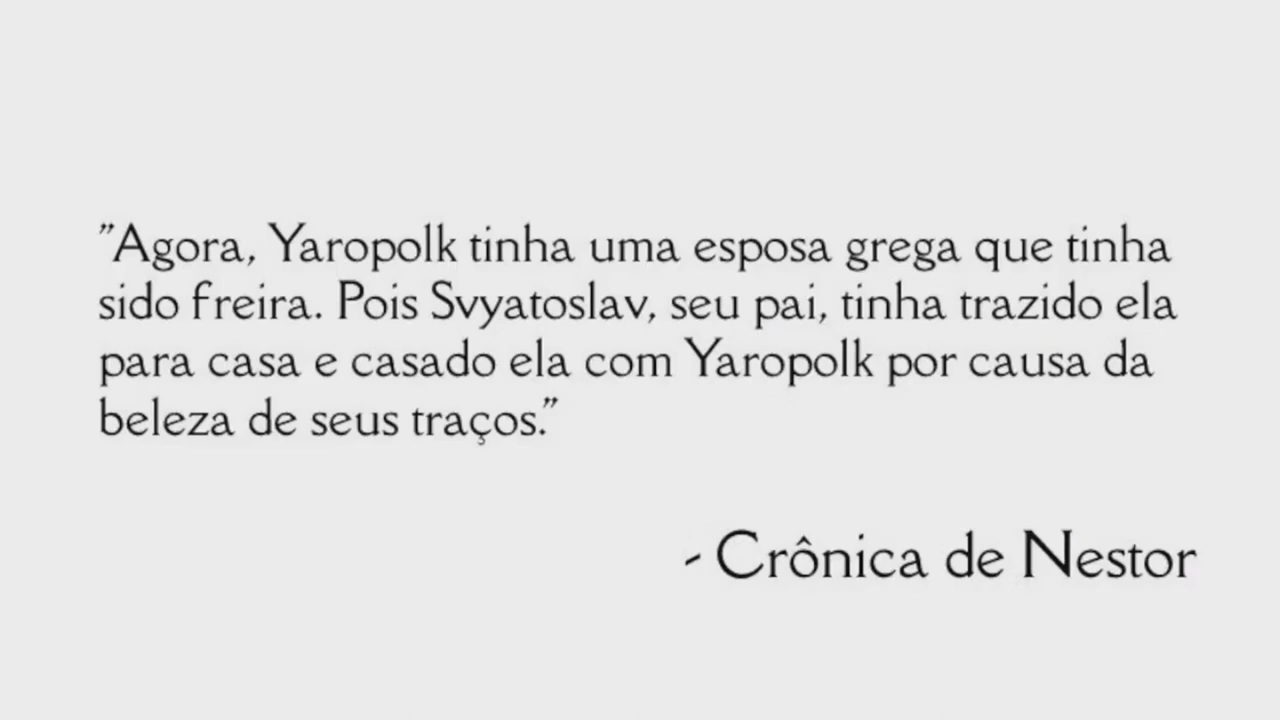 "Agora, Yaropolk tinha uma esposa grega que tinha
sido freira. Pois Svyatoslav, seu pai, tinha trazido ela
para casa e casado ela com Yaropolk por causa da
beleza de seus traços."
- Crônica de Nestor